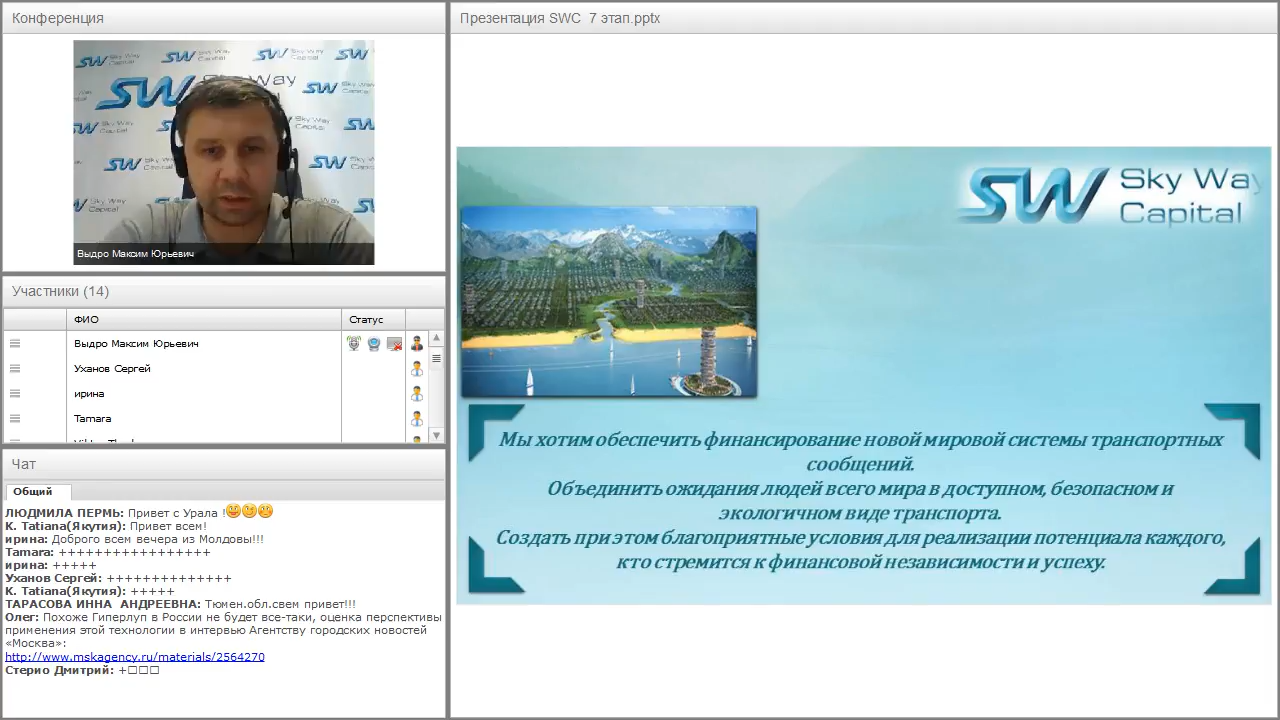 Конференция
SW Sky Way Capital
Выдро Максим Юрьевич
Участники (14)
ФИО
Статус
Выдро Максим Юрьевич
Уханов Сергей
ирина
Tamara
Чат
Общий
ЛЮДМИЛА ПЕРМЬ: Привет с Урала !
K. Tatiana(Якутия): Привет всем!
ирина: Доброго всем вечера из Молдовы!!!
Tamara: +++++++++++++++++
ирина: +++++
Уханов Сергей: ++++++++++++++
K. Tatiana(Якутия): +++++
ТАРАСОВА ИННА АНДРЕЕВНА: Тюмен.обл.свем привет!!!
Олег: Похоже Гиперлуп в России не будет все-таки, оценка перспективы
применения этой технологии в интервью Агентству городских новостей
«Москва»:
http://www.mskagency.ru/materials/2564270
Стерио Дмитрий: +□□□
Презентация SWC 7 этап.pptx
SW Sky Way
Capital
Мы хотим обеспечить финансирование новой мировой системы транспортных
сообщений.
Объединить ожидания людей всего мира в доступном, безопасном и
экологичном виде транспорта.
Создать при этом благоприятные условия для реализации потенциала каждого,
кто стремится к финансовой независимости и успеху.